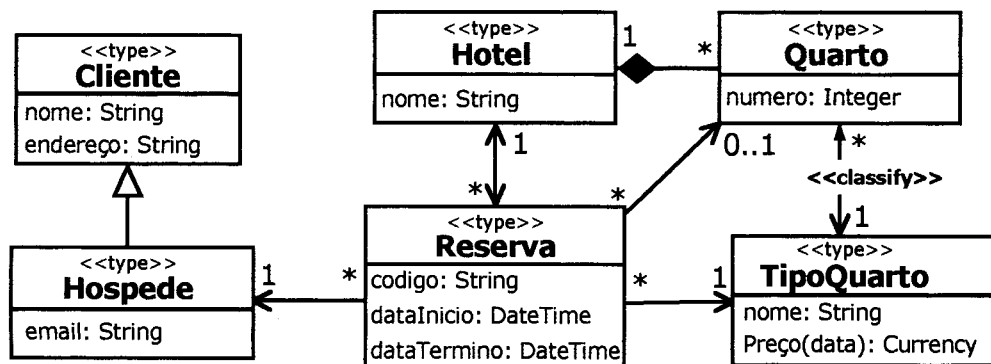 <<type>>
Cliente
nome: String
endereço: String
<<type>>
Hotel
nome: String
1
*
<<type>>
Quarto
numero: Integer
1
*
*
0..1
*
<<classify>>
1
<<type>>
Hospede
email: String
1
*
<<type>>
Reserva
codigo: String
dataInicio: DateTime
dataTermino: DateTime
*
1
<<type>>
TipoQuarto
nome: String
Preço(data): Currency